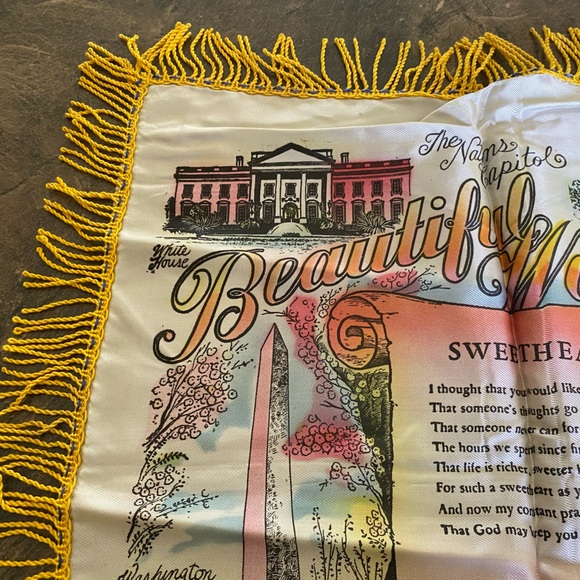 The Nation's
Capitol
White
House
Beautiful W
SWEETHEA
I thought that you would like
That someone's thoughts go
That someone never can for
The hours we spent since fir
That life is richer, sweeter
For such a sweetheart as y
And now my constant pra
That God may keep you
Washington